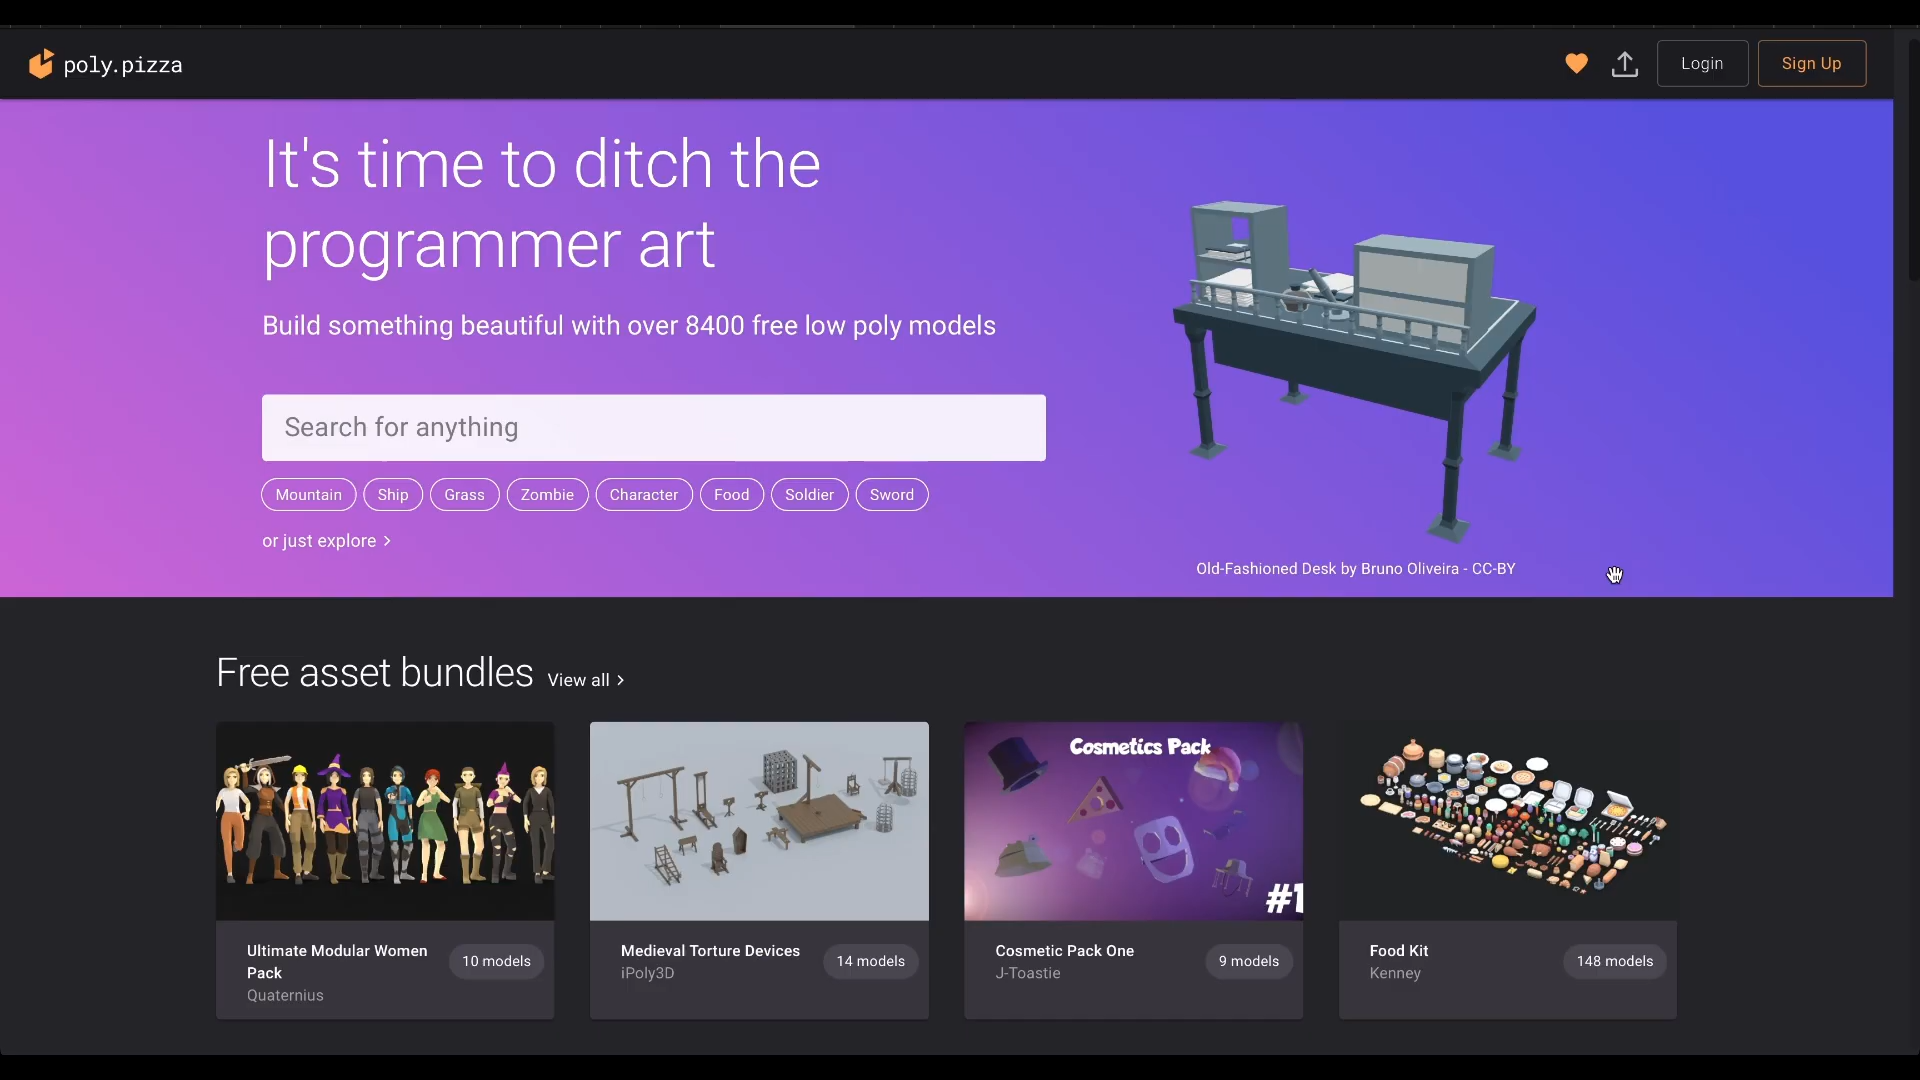 poly.pizza
Login
Sign Up
It's time to ditch the
programmer art
Build something beautiful with over 8400 free low poly models
Search for anything
Mountain
Ship
Grass
Zombie
Character
Food
Soldier
Sword
or just explore
Old-Fashioned Desk by Bruno Oliveira - CC-BY
Free asset bundles
View all
Ultimate Modular Women
Pack
Quaternius
10 models
Medieval Torture Devices
iPoly3D
14 models
Cosmetics Pack
#1
Cosmetic Pack One
J-Toastie
9 models
Food Kit
Kenney
148 models